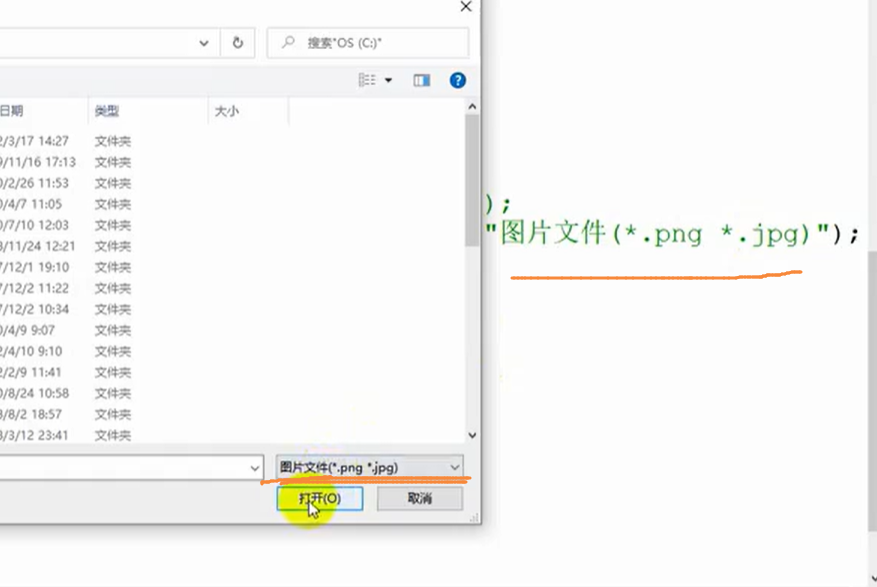 搜索"OS (C:)"
日期 类型 大小
2/3/17 14:27 文件夹
9/11/16 17:13 文件夹
0/2/26 11:53 文件夹
0/4/7 11:05 文件夹
);
0/7/10 12:03 文件夹
"图片文件(*.png *.jpg)");
8/11/24 12:21 文件夹
7/12/1 19:10 文件夹
7/12/2 11:22 文件夹
7/12/2 10:34 文件夹
0/4/9 9:07 文件夹
2/4/10 9:10 文件夹
2/2/9 11:41 文件夹
0/8/24 10:58 文件夹
8/8/2 18:57 文件夹
3/3/12 23:41 文件夹
图片文件(*.png *.jpg)
打开(O) 取消